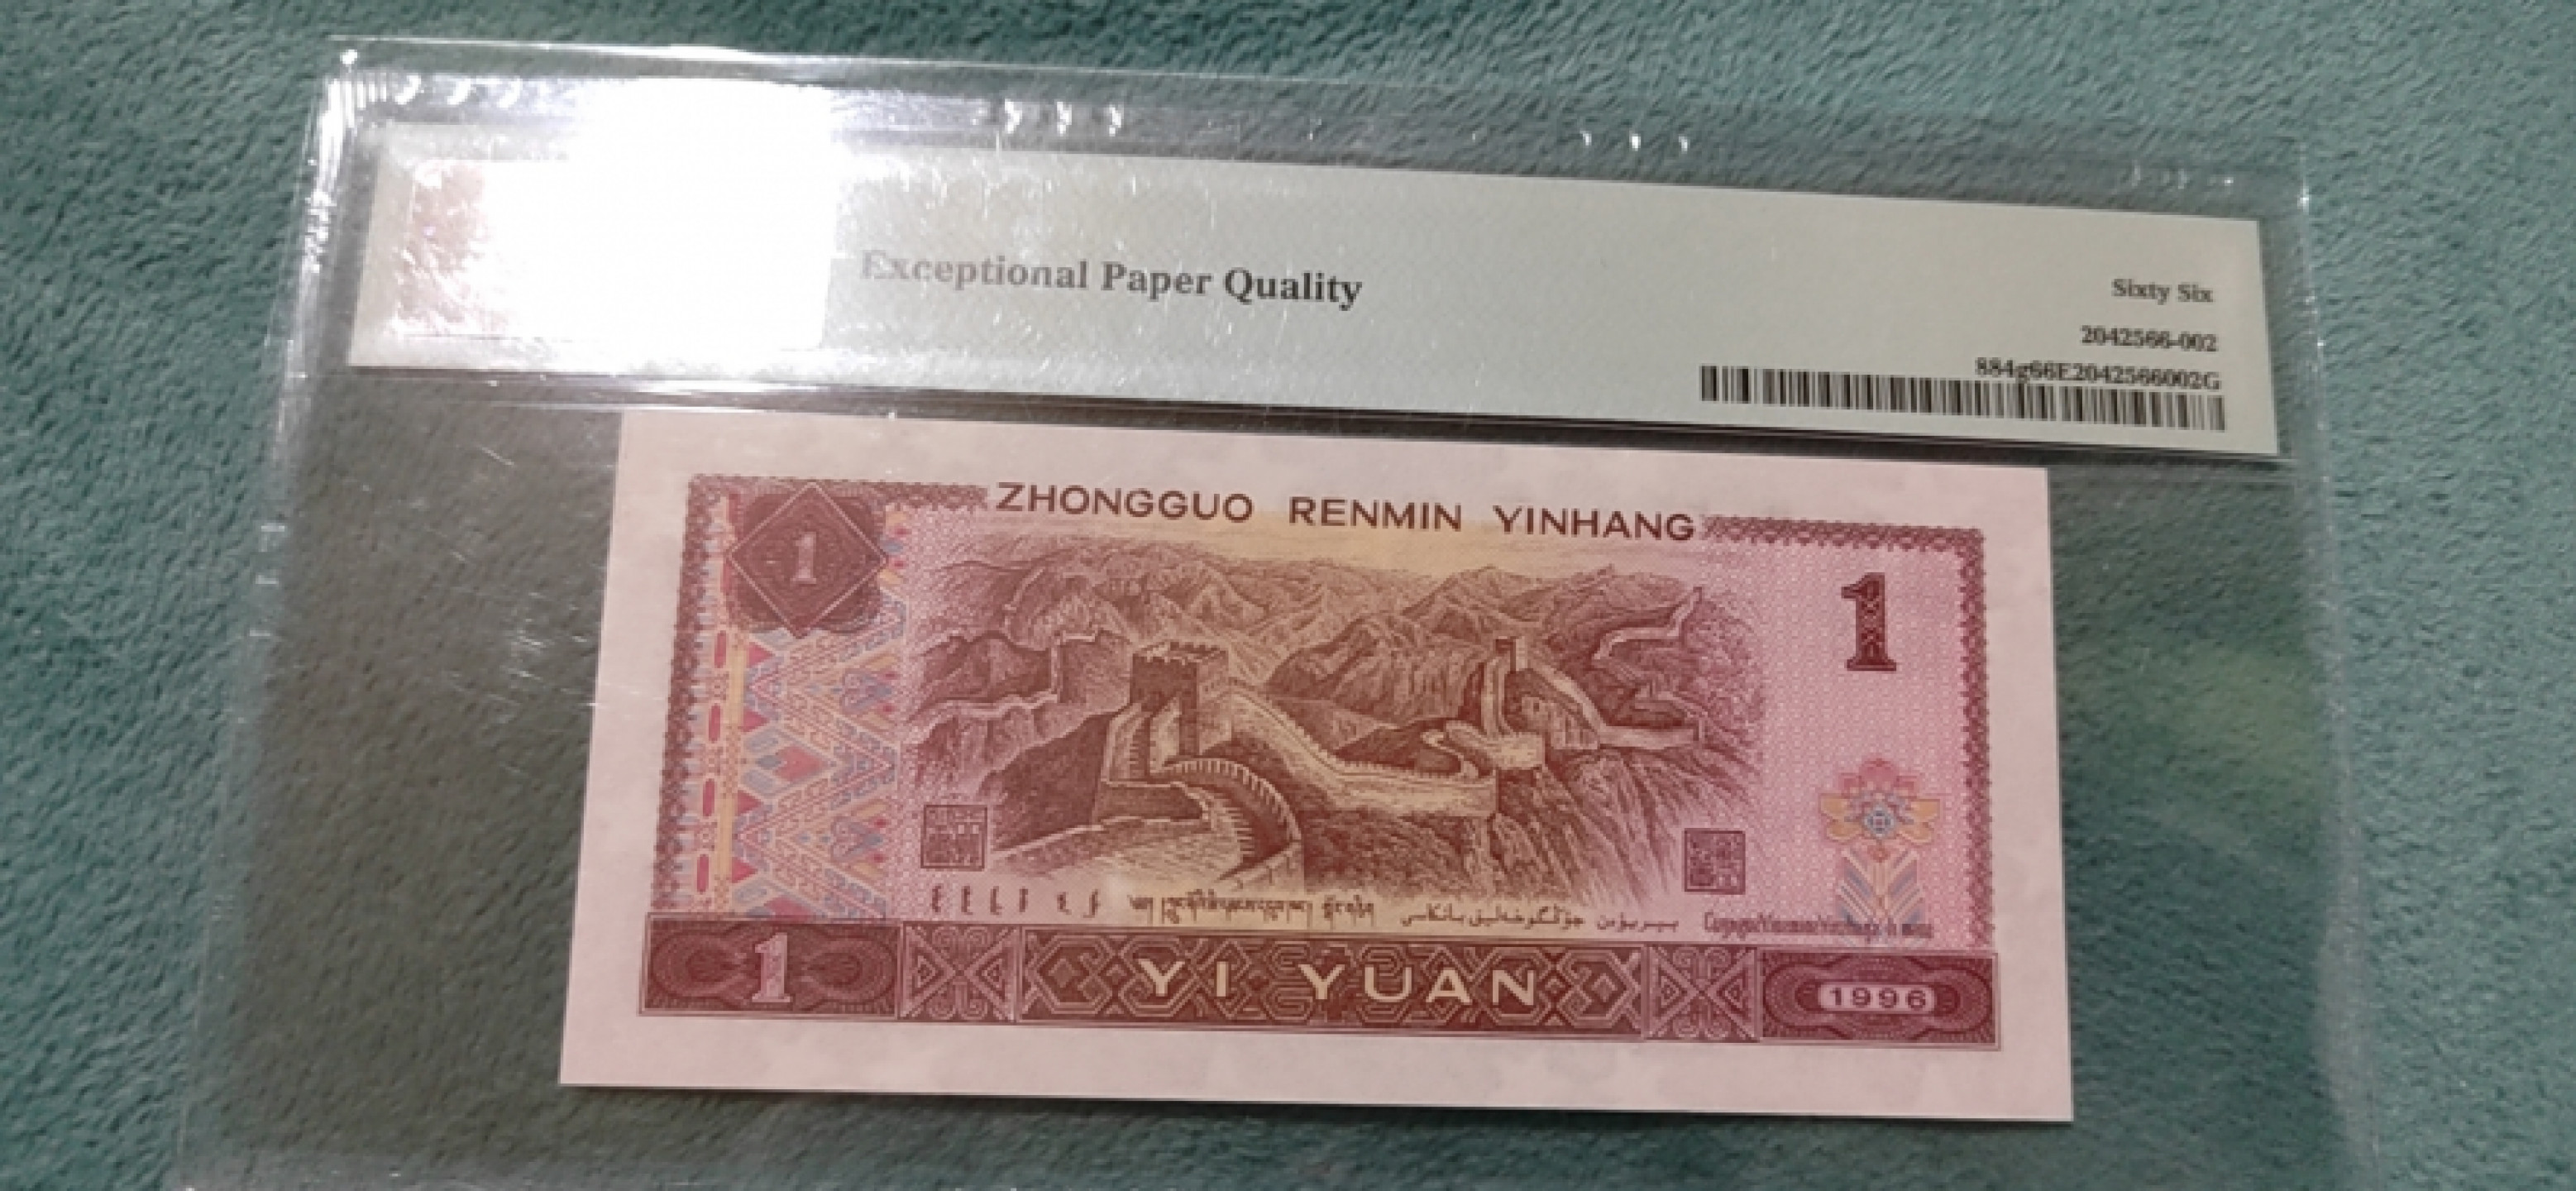 Exceptional Paper Quality
Sixty Six
2042566-002
884g66E2042566002G
ZHONGGUO RENMIN YINHANG
1
1
1
YI YUAN
1996